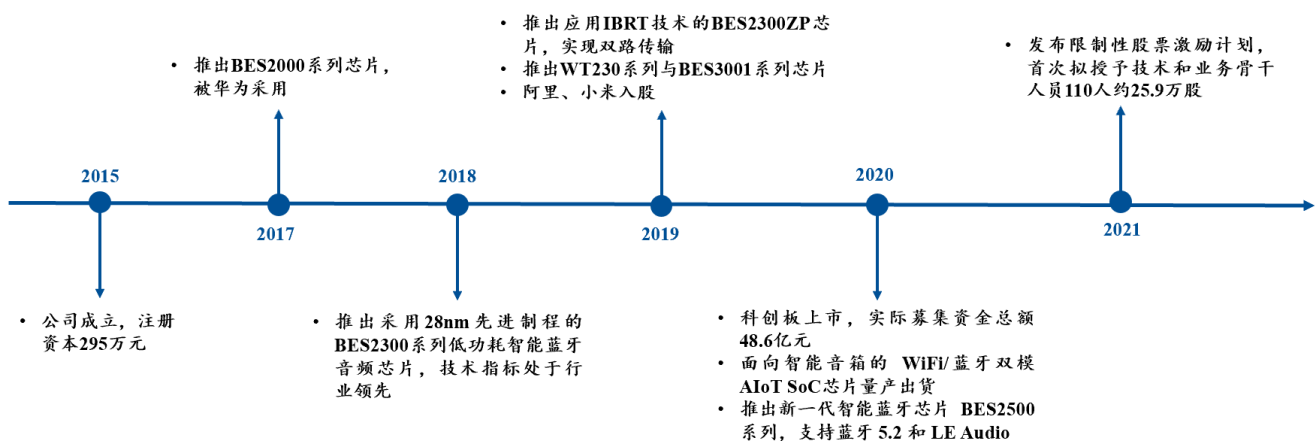 • 推出应用IBRT技术的BES2300ZP芯
片，实现双路传输
• 推出WT230系列与BES3001系列芯片
• 阿里、小米入股
• 推出BES2000系列芯片，
被华为采用
• 发布限制性股票激励计划，
首次拟授予技术和业务骨干
人员110人约25.9万股
2015
2018
2020
2017
2019
2021
• 公司成立，注册
资本295万元
• 推出采用28nm先进制程的
BES2300系列低功耗智能蓝牙
音频芯片，技术指标处于行
业领先
• 科创板上市，实际募集资金总额
48.6亿元
• 面向智能音箱的 WiFi/蓝牙双模
AIoT SoC芯片量产出货
• 推出新一代智能蓝牙芯片 BES2500
系列，支持蓝牙 5.2 和 LE Audio